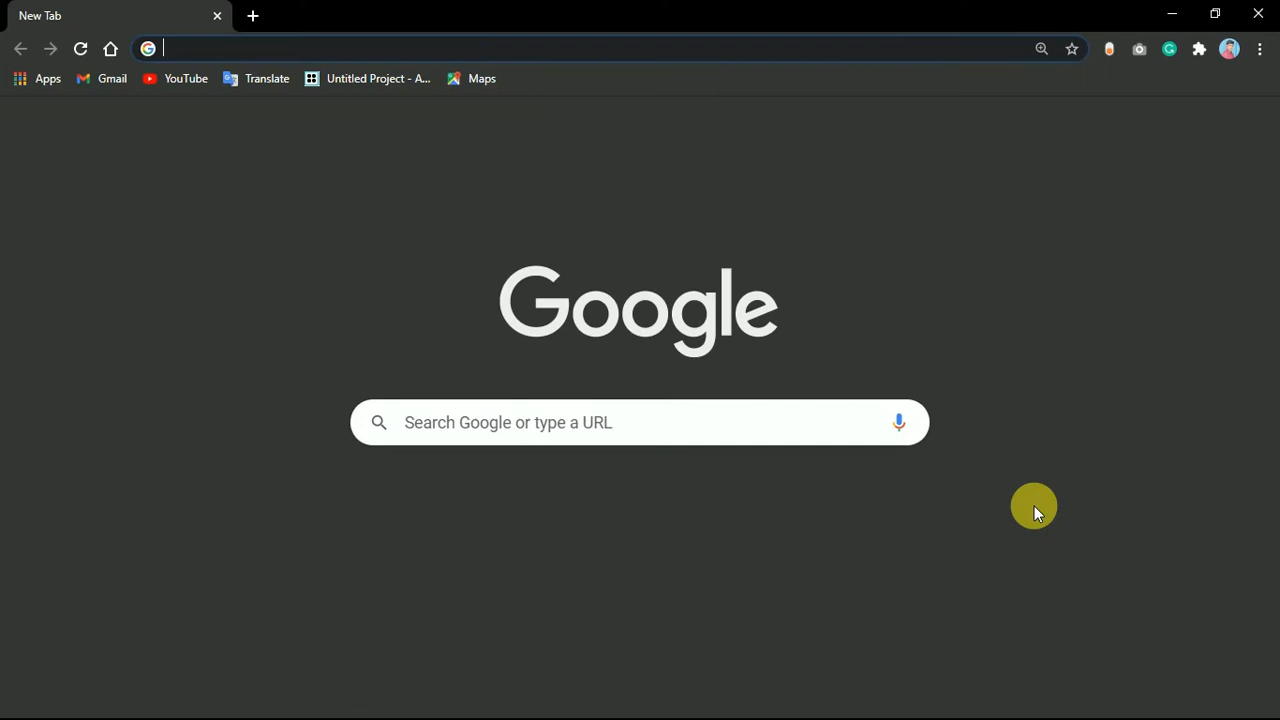 New Tab
Apps Gmail YouTube Translate Untitled Project - A... Maps
Google
Search Google or type a URL